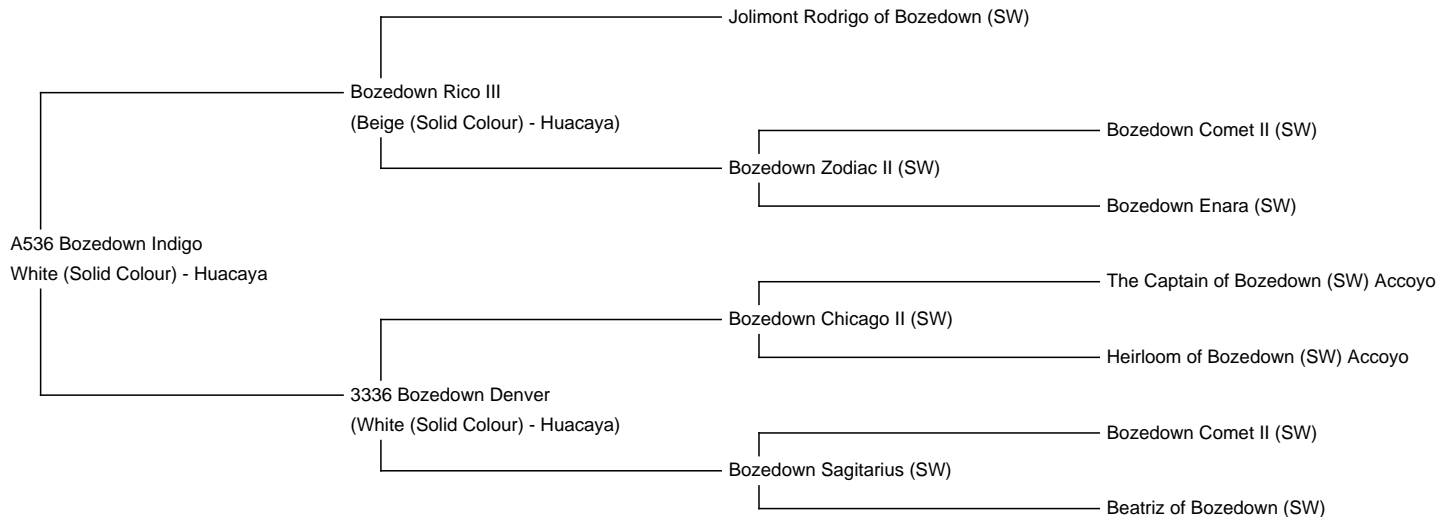 Jolimont Rodrigo of Bozedown (SW)
Bozedown Rico III
(Beige (Solid Colour) - Huacaya)
Bozedown Comet II (SW)
Bozedown Zodiac II (SW)
Bozedown Enara (SW)
A536 Bozedown Indigo
White (Solid Colour) - Huacaya
The Captain of Bozedown (SW) Accoyo
Bozedown Chicago II (SW)
Heirloom of Bozedown (SW) Accoyo
3336 Bozedown Denver
(White (Solid Colour) - Huacaya)
Bozedown Comet II (SW)
Bozedown Sagitarius (SW)
Beatriz of Bozedown (SW)